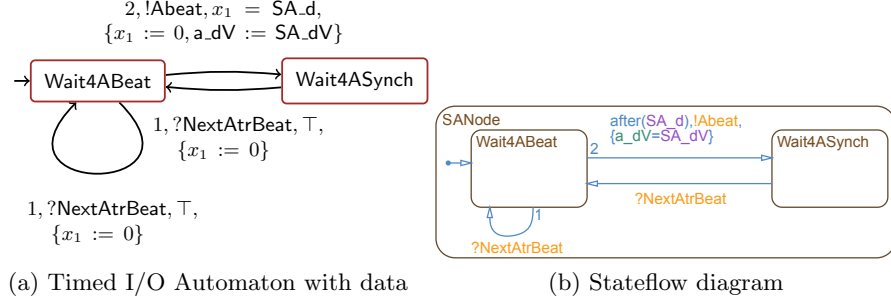 2, !Abeat, x₁ = SA_d,
{x₁ := 0, a_dV := SA_dV}
Wait4ABeat
Wait4ASynch
1, ?NextAtrBeat, ⊤,
{x₁ := 0}
1, ?NextAtrBeat, ⊤,
{x₁ := 0}
(a) Timed I/O Automaton with data
SANode
after(SA_d),!Abeat,
{a_dV=SA_dV}
Wait4ABeat
2
Wait4ASynch
?NextAtrBeat
1
?NextAtrBeat
(b) Stateflow diagram